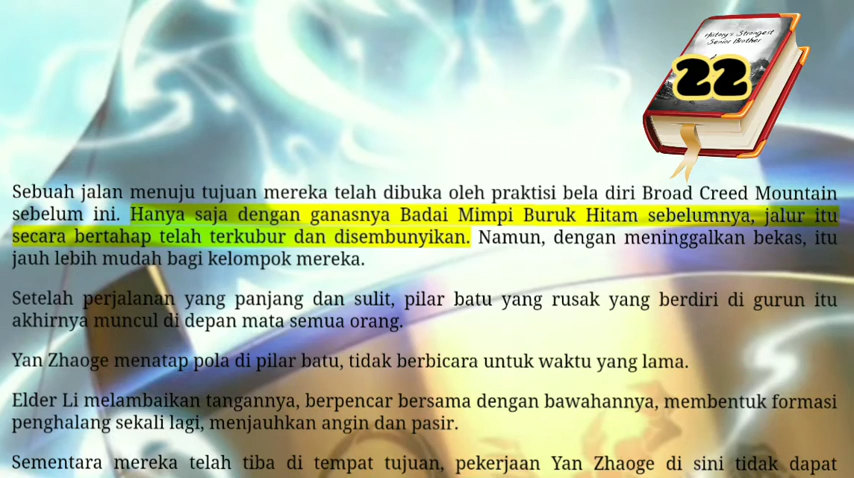 History's Strongest
Senior Brother
22
Sebuah jalan menuju tujuan mereka telah dibuka oleh praktisi bela diri Broad Creed Mountain
sebelum ini. Hanya saja dengan ganasnya Badai Mimpi Buruk Hitam sebelumnya, jalur itu
secara bertahap telah terkubur dan disembunyikan. Namun, dengan meninggalkan bekas, itu
jauh lebih mudah bagi kelompok mereka.
Setelah perjalanan yang panjang dan sulit, pilar batu yang rusak yang berdiri di gurun itu
akhirnya muncul di depan mata semua orang.
Yan Zhaoge menatap pola di pilar batu, tidak berbicara untuk waktu yang lama.
Elder Li melambaikan tangannya, berpencar bersama dengan bawahannya, membentuk formasi
penghalang sekali lagi, menjauhkan angin dan pasir.
Sementara mereka telah tiba di tempat tujuan, pekerjaan Yan Zhaoge di sini tidak dapat